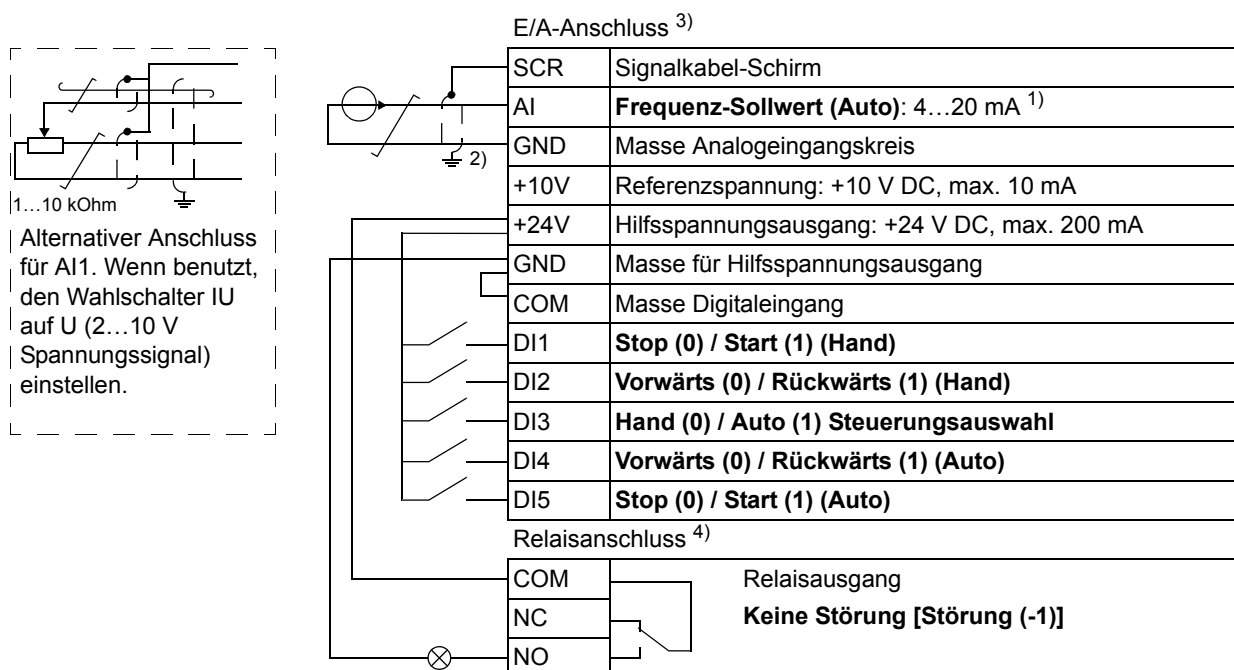 E/A-Anschluss 3)
SCR Signalkabel-Schirm
AI Frequenz-Sollwert (Auto): 4…20 mA 1)
GND Masse Analogeingangskreis
2)
+10V Referenzspannung: +10 V DC, max. 10 mA
+24V Hilfsspannungsausgang: +24 V DC, max. 200 mA
GND Masse für Hilfsspannungsausgang
COM Masse Digitaleingang
DI1 Stop (0) / Start (1) (Hand)
DI2 Vorwärts (0) / Rückwärts (1) (Hand)
DI3 Hand (0) / Auto (1) Steuerungsauswahl
DI4 Vorwärts (0) / Rückwärts (1) (Auto)
DI5 Stop (0) / Start (1) (Auto)
1…10 kOhm
Alternativer Anschluss
für AI1. Wenn benutzt,
den Wahlschalter IU
auf U (2…10 V
Spannungssignal)
einstellen.
Relaisanschluss 4)
COM Relaisausgang
NC Keine Störung [Störung (-1)]
NO